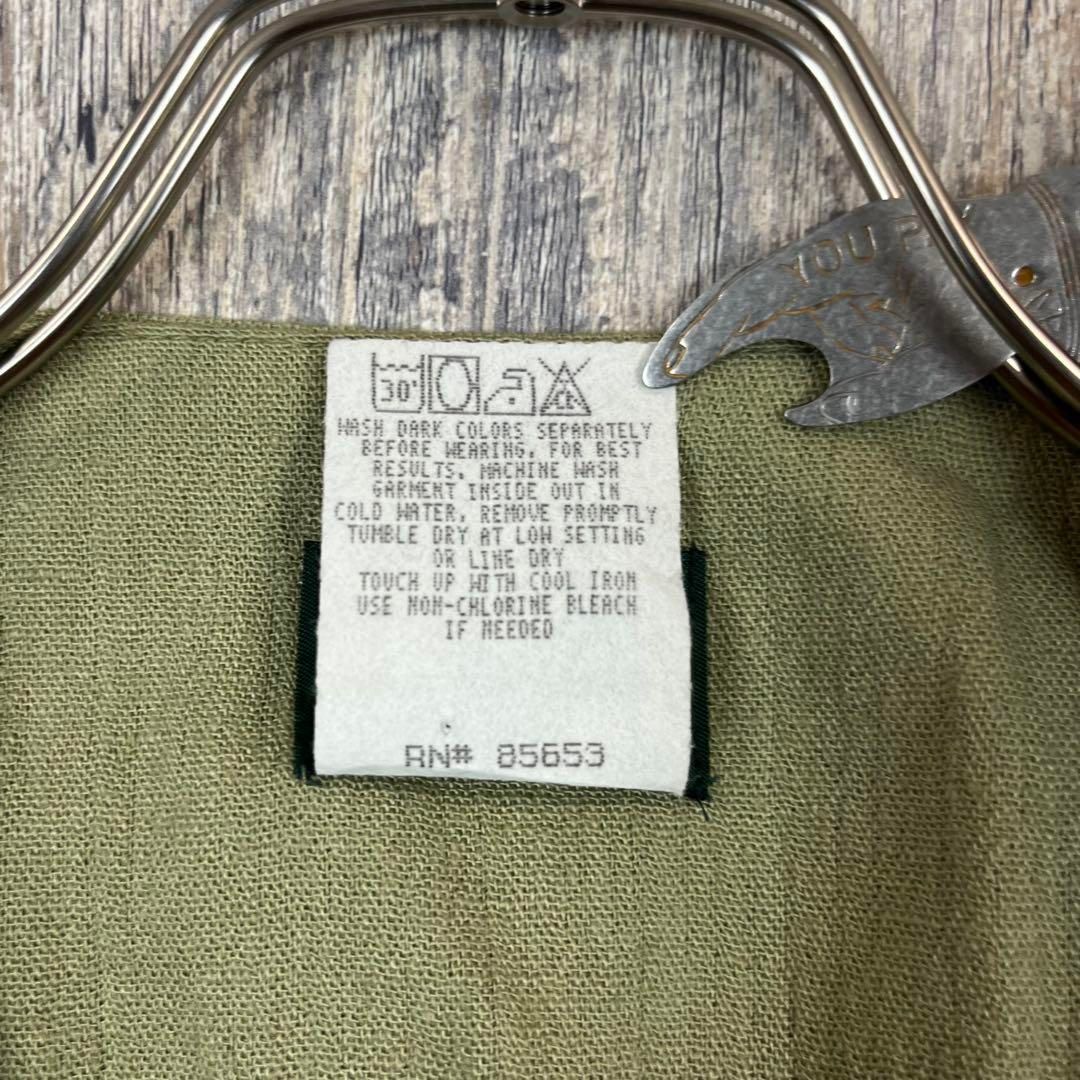 YOU P
30°
CL
WASH DARK COLORS SEPARATELY
BEFORE WEARING, FOR BEST
RESULTS, MACHINE WASH
GARMENT INSIDE OUT IN
COLD WATER, REMOVE PROMPTLY
TUMBLE DRY AT LOW SETTING
OR LINE DRY
TOUCH UP WITH COOL IRON
USE NON-CHLORINE BLEACH
IF NEEDED
RN# 85653